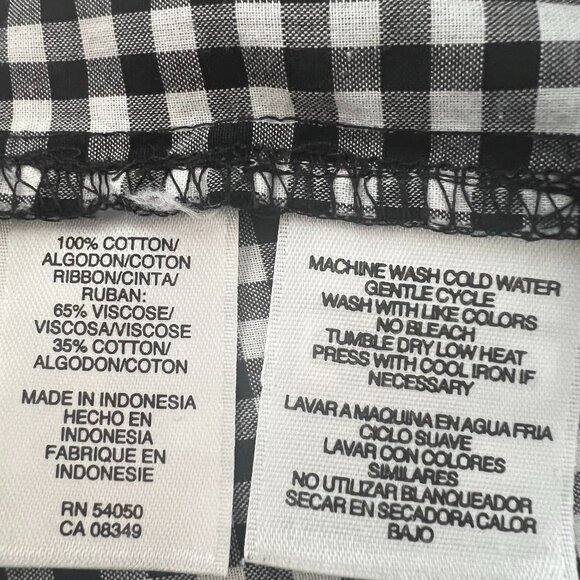 100% COTTON/
ALGODON/COTON
RIBBON/CINTA/
RUBAN:
65% VISCOSE/
VISCOSA/VISCOSE
35% COTTON/
ALGODON/COTON
MADE IN INDONESIA
HECHO EN
INDONESIA
FABRIQUE EN
INDONESIE
RN 54050
CA 08349
MACHINE WASH COLD WATER
GENTLE CYCLE
WASH WITH LIKE COLORS
NO BLEACH
TUMBLE DRY LOW HEAT
PRESS WITH COOL IRON IF
NECESSARY
LAVAR A MAQUINA EN AGUA FRIA
CICLO SUAVE
LAVAR CON COLORES
SIMILARES
NO UTILIZAR BLANQUEADOR
SECAR EN SECADORA CALOR
BAJO